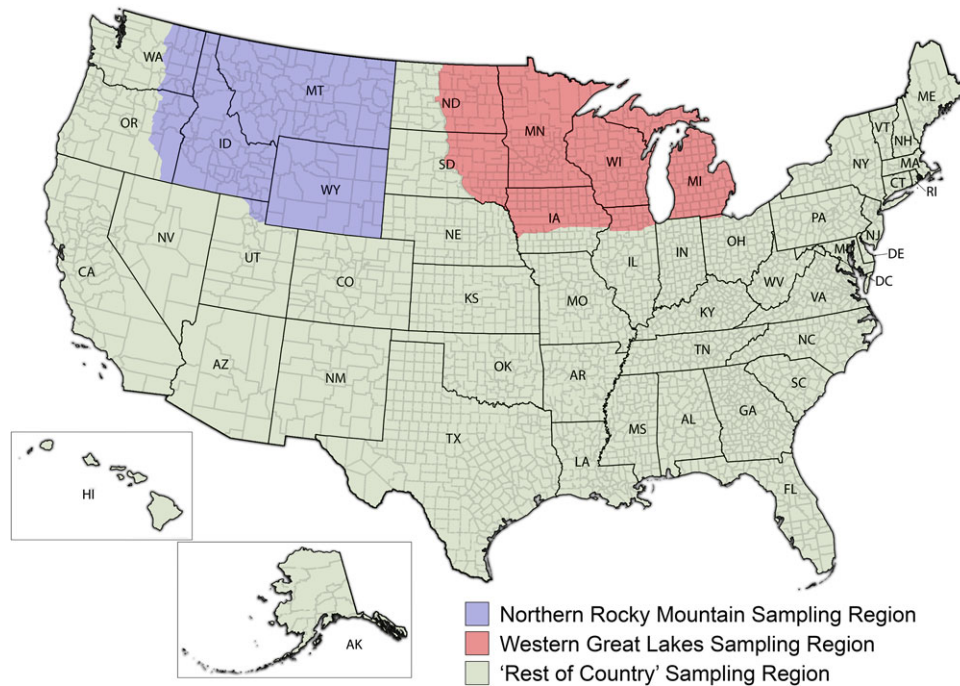 WA
MT
ND
MN
ME
OR
ID
SD
WI
MI
VT
NH
NY
MA
CT
RI
WY
IA
NE
PA
NJ
NV
UT
CO
IL
IN
OH
DE
DC
CA
KS
MO
WV
VA
KY
NC
TN
AZ
NM
OK
AR
SC
MS
AL
GA
TX
LA
FL
HI
AK
Northern Rocky Mountain Sampling Region
Western Great Lakes Sampling Region
‘Rest of Country’ Sampling Region